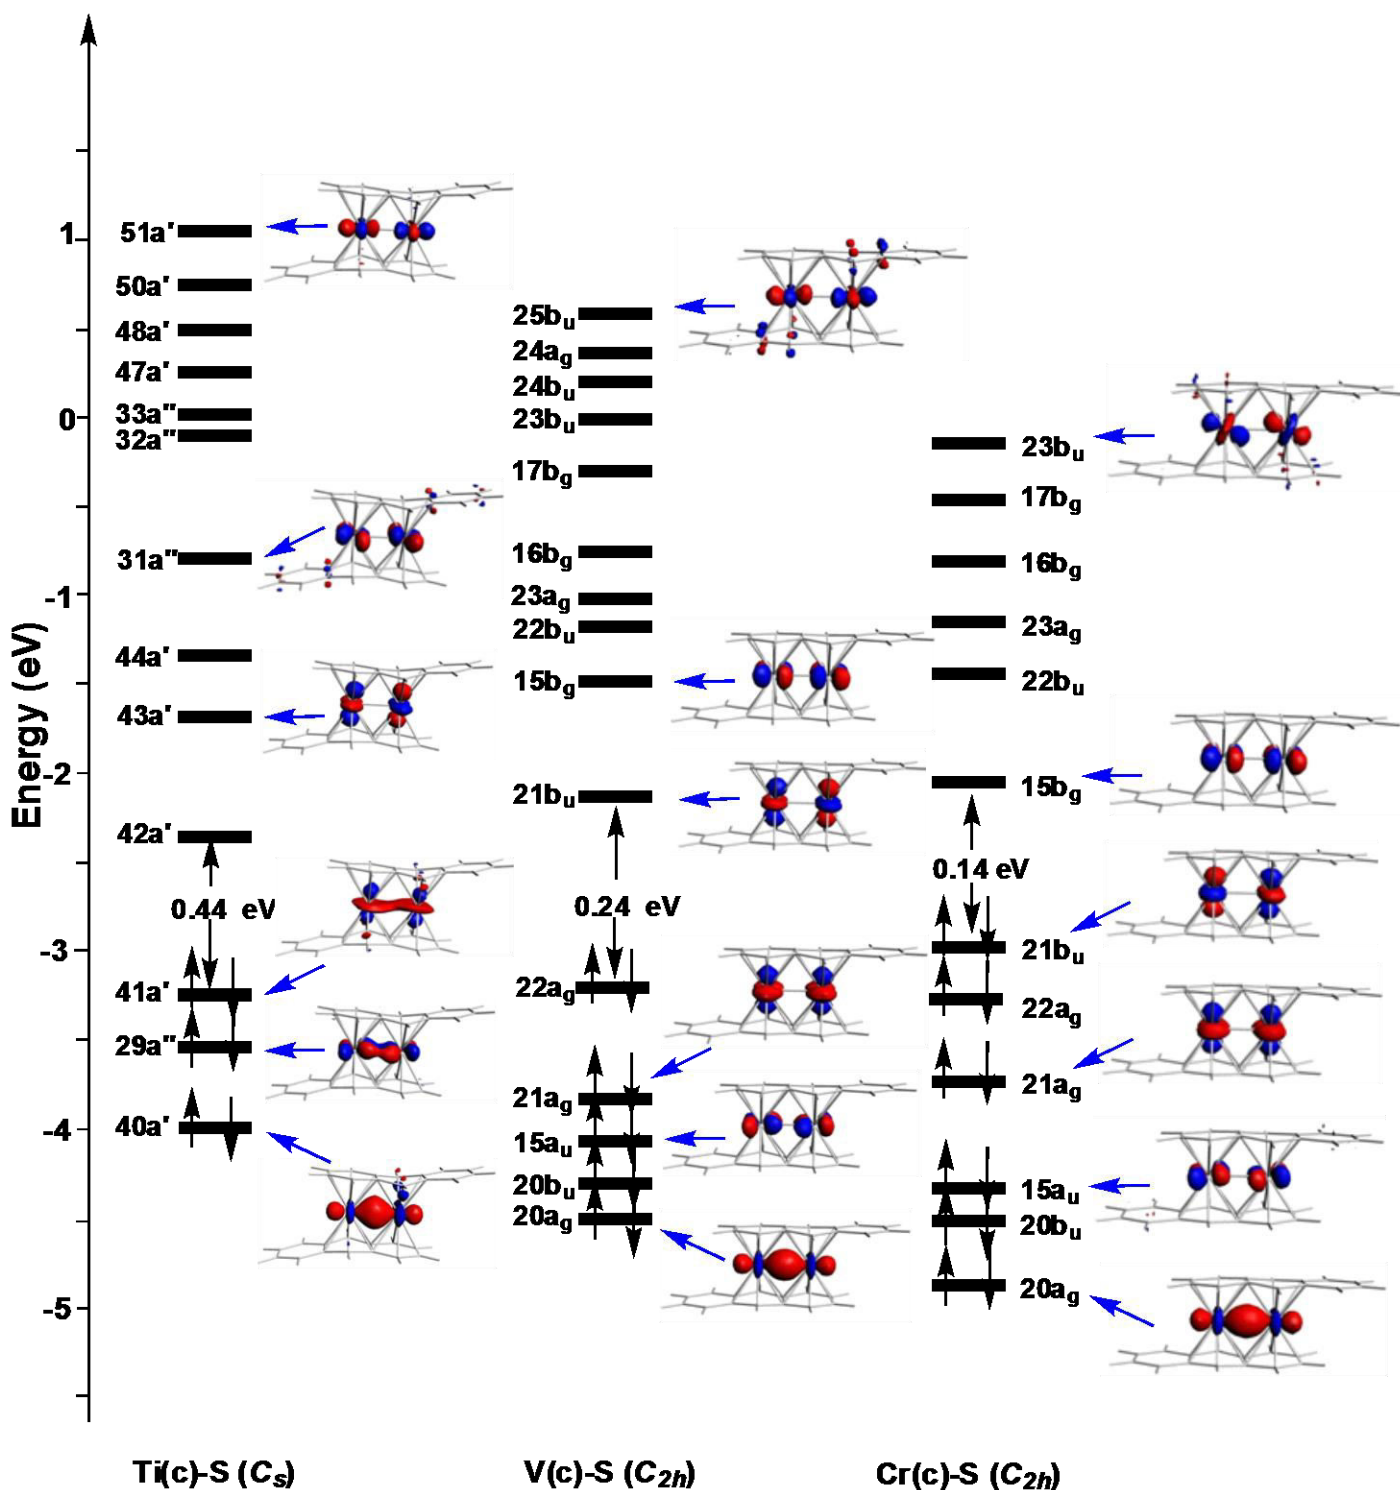 Energy (eV)
1
0
-1
-2
-3
-4
-5
51a'
50a'
48a'
47a'
33a"
32a"
31a"
44a'
43a'
42a'
0.44 eV
41a'
29a"
40a'
Ti(c)-S (Cs)
25bu
24ag
24bu
23bu
17bg
16bg
23ag
22bu
15bg
21bu
0.24 eV
22ag
21ag
15au
20bu
20ag
V(c)-S (C2h)
23bu
17bg
16bg
23ag
22bu
15bg
0.14 eV
21bu
22ag
21ag
15au
20bu
20ag
Cr(c)-S (C2h)